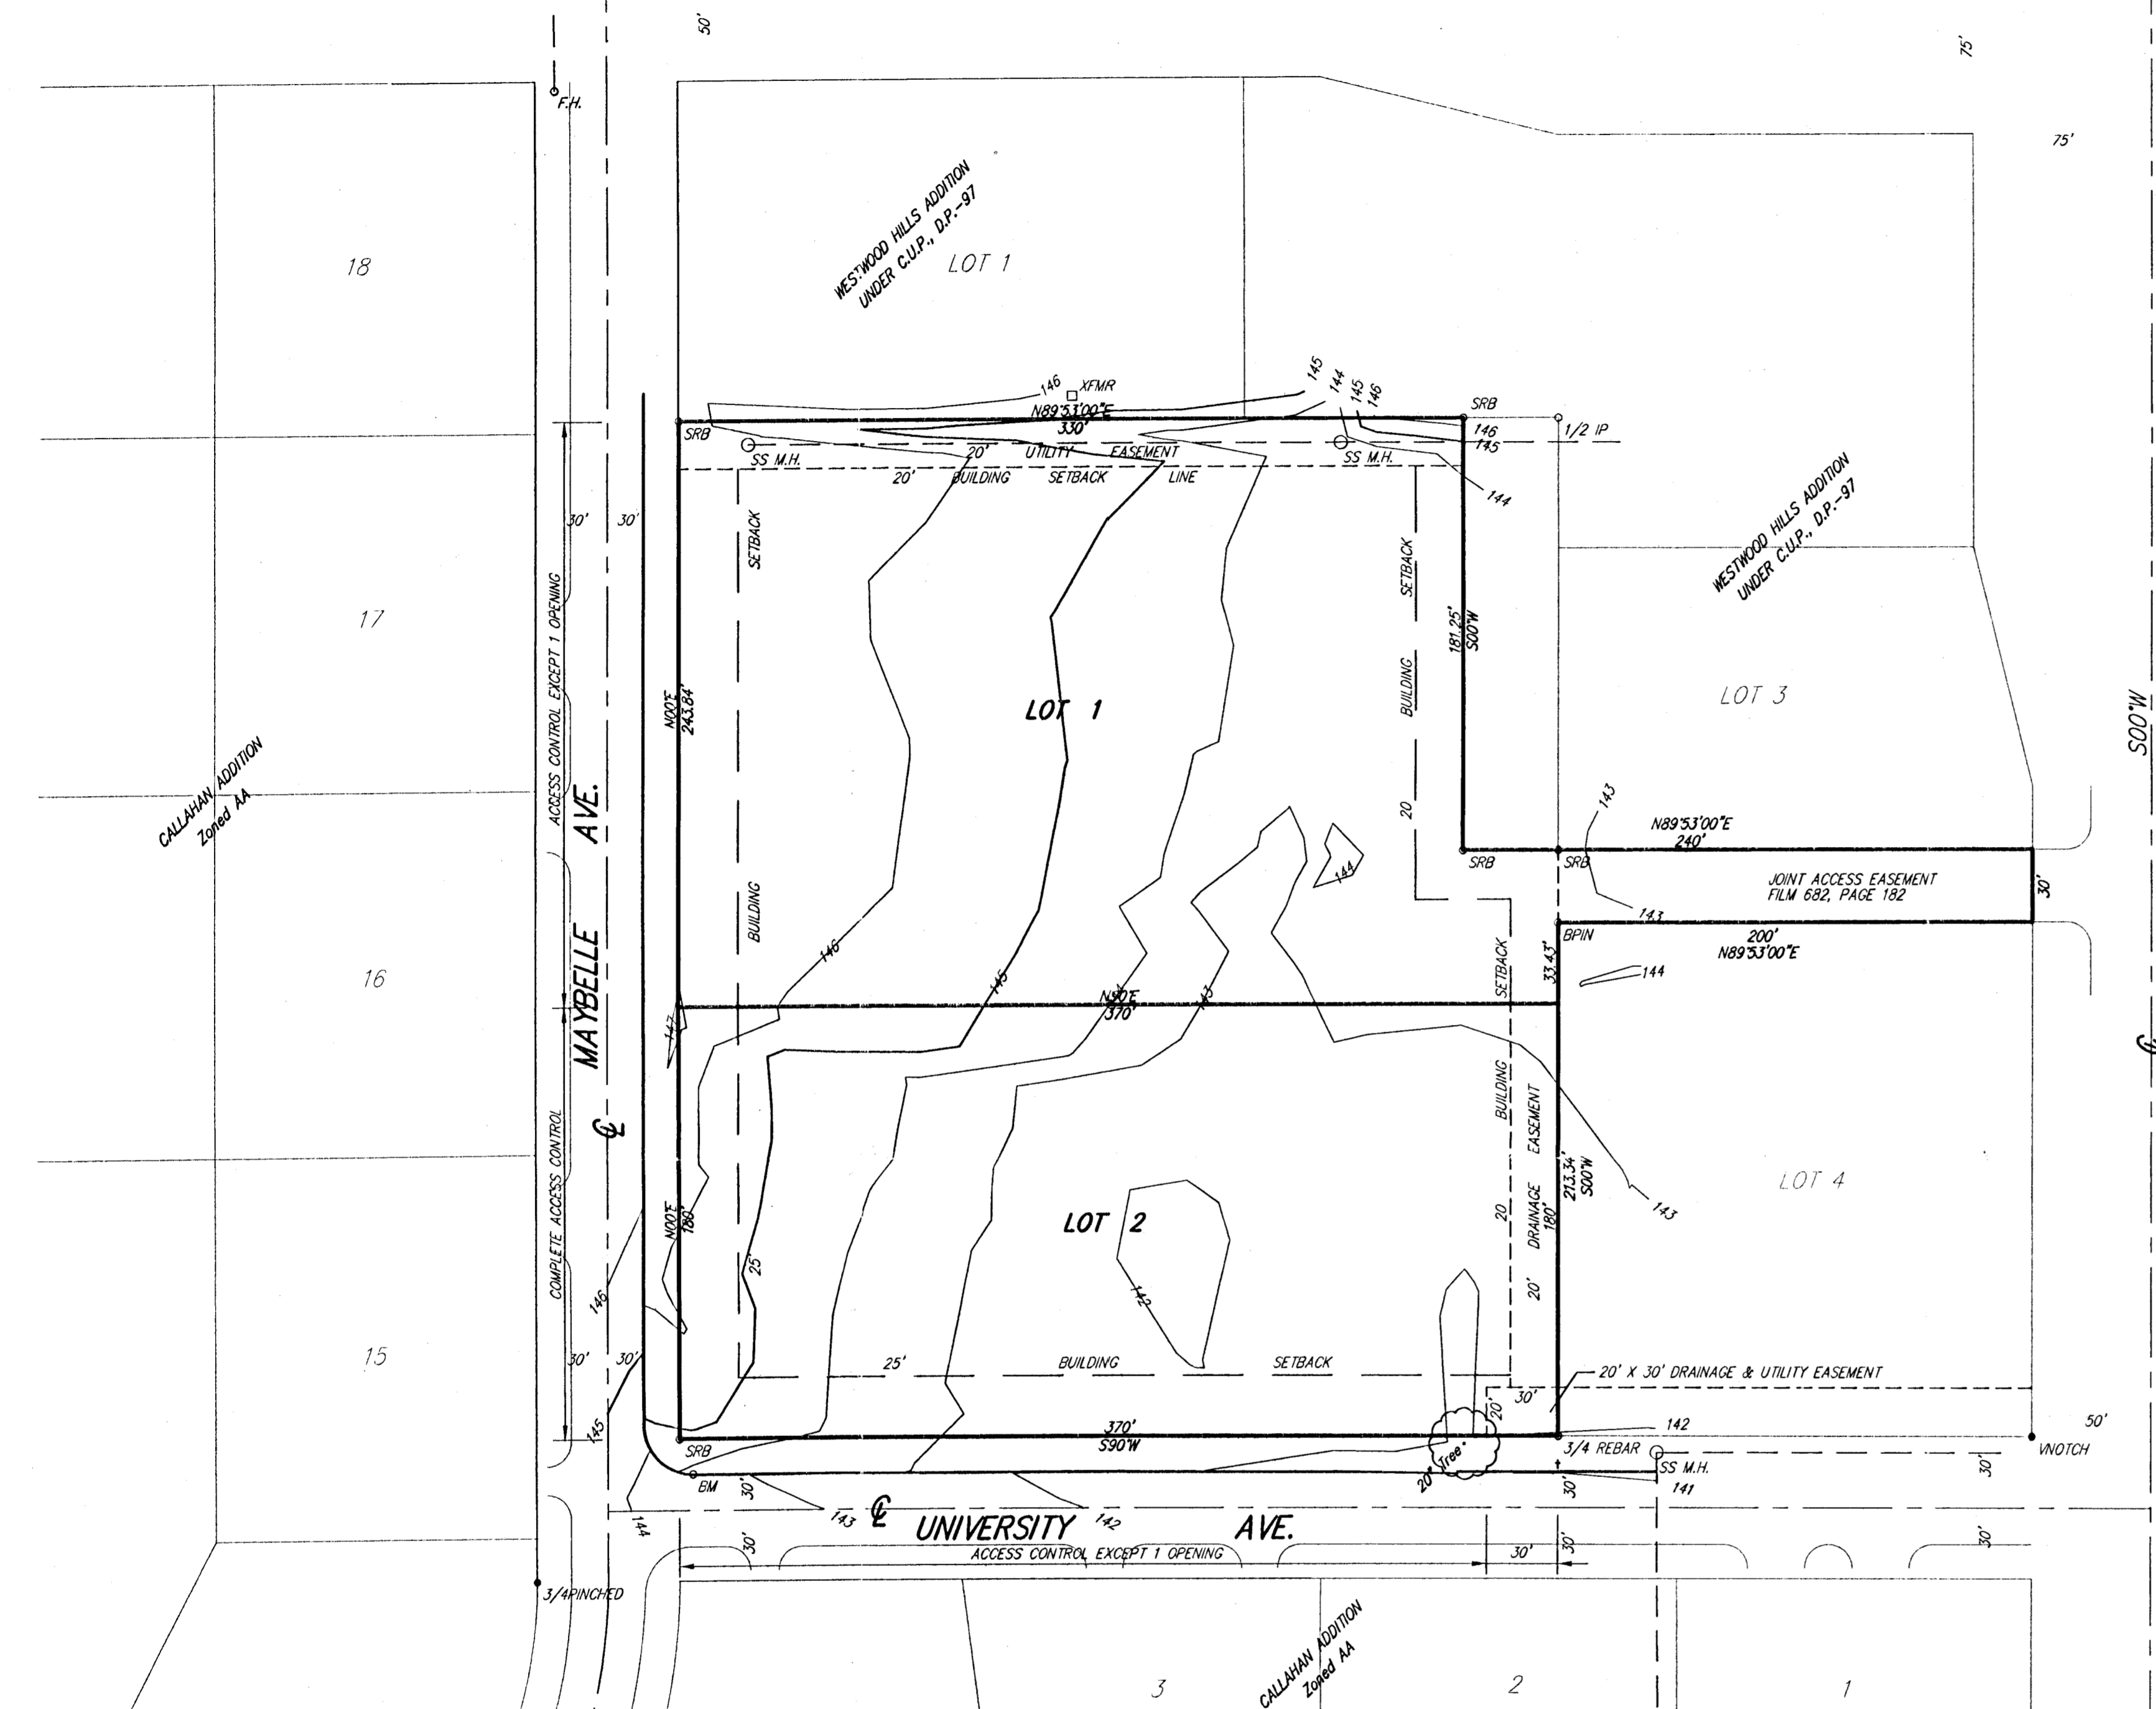 50'
75'
F.H.
75'
WESTWOOD HILLS ADDITION
UNDER C.U.P., D.P.-97
LOT 1
18
146
XFMR
145
144
145
146
N89°53'00"E
330'
SRB
SRB
146
145
1/2 IP
SS M.H.
20'
UTILITY EASEMENT
SS M.H.
20'
BUILDING SETBACK LINE
144
WESTWOOD HILLS ADDITION
UNDER C.U.P., D.P.-97
30'
30'
SETBACK
SETBACK
ACCESS CONTROL EXCEPT 1 OPENING
17
181.25'
S00°W
N00°E
243.84'
LOT 1
BUILDING
LOT 3
S00°W
CALLAHAN ADDITION
Zoned AA
MAYBELLE AVE.
20
143
N89°53'00"E
240'
144
SRB
SRB
JOINT ACCESS EASEMENT
FILM 682, PAGE 182
30'
BUILDING
143
BPIN
200'
N89°53'00"E
146
33.43'
SETBACK
16
145
144
N90°E
370'
143
147
℄
℄
COMPLETE ACCESS CONTROL
BUILDING
20
20' DRAINAGE EASEMENT
180'
213.34'
S00°W
LOT 4
143
N00°E
180'
LOT 2
25'
142
146
15
30'
30'
25'
BUILDING SETBACK
20' X 30' DRAINAGE & UTILITY EASEMENT
30'
20'
145
370'
S90°W
142
50'
SRB
3/4 REBAR
VNOTCH
20" Tree
SS M.H.
BM
30'
30'
141
30'
144
143
℄
UNIVERSITY AVE.
142
30'
ACCESS CONTROL EXCEPT 1 OPENING
30'
30'
30'
3/4PINCHED
CALLAHAN ADDITION
Zoned AA
3
2
1